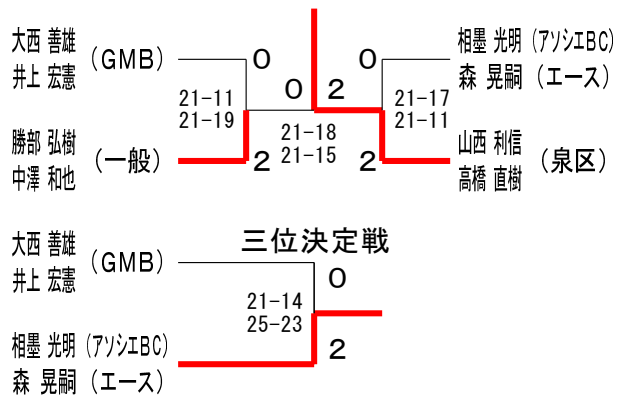 大西 善雄
井上 宏憲
(GMB)
0
21-11
21-19
勝部 弘樹
中澤 和也
(一般)
2
0
2
21-18
21-15
相墨 光明 (アソシエBC)
森 晃嗣 (エース)
0
21-17
21-11
山西 利信
高橋 直樹
(泉区)
2
三位決定戦
大西 善雄
井上 宏憲
(GMB)
0
21-14
25-23
相墨 光明 (アソシエBC)
森 晃嗣 (エース)
2